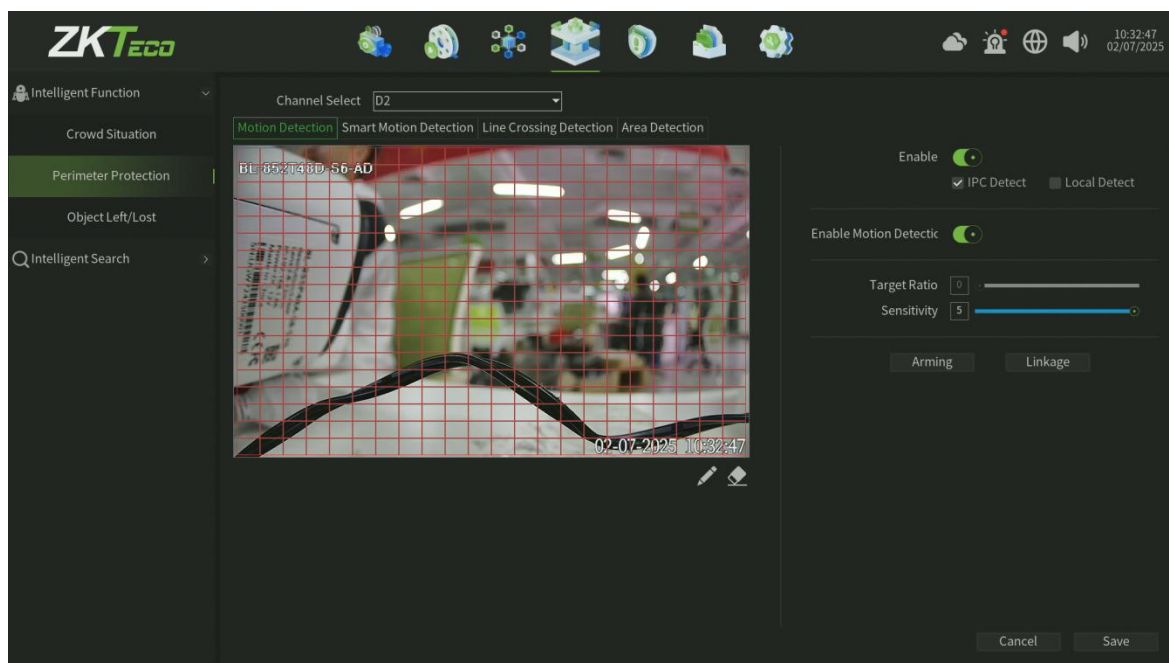 ZKTeco
10:32:47
02/07/2025
Intelligent Function
Crowd Situation
Perimeter Protection
Object Left/Lost
Intelligent Search
Channel Select D2
Motion Detection Smart Motion Detection Line Crossing Detection Area Detection
BL-852T48D-S6-AD
02-07-2025 10:32:47
Enable
IPC Detect Local Detect
Enable Motion Detectic
Target Ratio 0
Sensitivity 5
Arming Linkage
Cancel Save